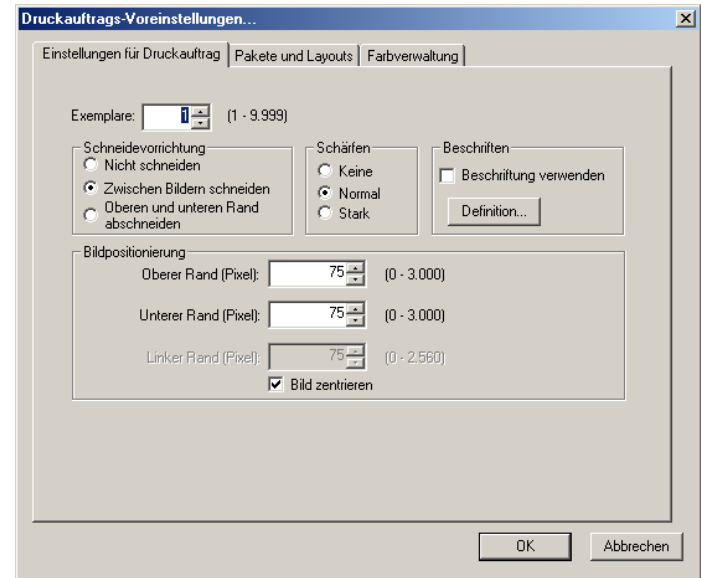 Druckauftrags-Voreinstellungen...
Einstellungen für Druckauftrag Pakete und Layouts Farbverwaltung
Exemplare: 1 (1 - 9.999)
Schneidevorrichtung
Nicht schneiden
Zwischen Bildern schneiden
Oberen und unteren Rand
abschneiden
Schärfen
Keine
Normal
Stark
Beschriften
Beschriftung verwenden
Definition...
Bildpositionierung
Oberer Rand (Pixel): 75 (0 - 3.000)
Unterer Rand (Pixel): 75 (0 - 3.000)
Linker Rand (Pixel): 75 (0 - 2.560)
Bild zentrieren
OK Abbrechen